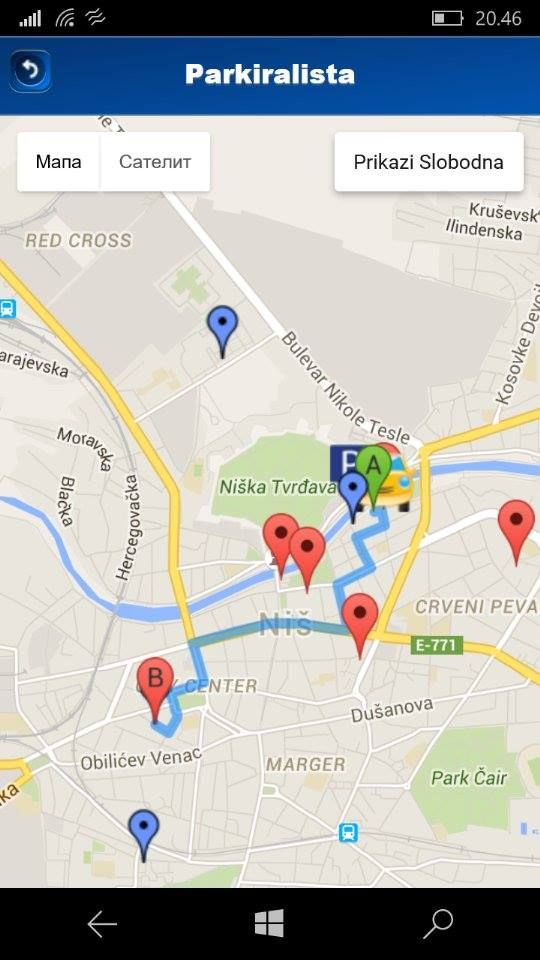 20.46
Parkiralista
Мапа
Сателит
Prikazi Slobodna
Kruševsk
Ilindenska
RED CROSS
Kosovke Devoj
Bulevar Nikole Tesle
arajevska
Moravska
Blačka
Hercegovačka
Niška Tvrđava
P
A
Niš
CRVENI PEVA
E-771
B
CENTER
Dušanova
Obilićev Venac
MARGER
Park Čair
ka